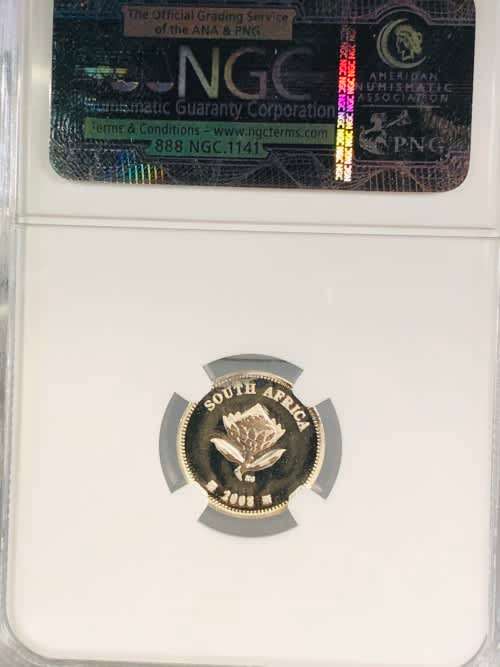 The Official Grading Service
of the ANA & PNG
NGC
Numismatic Guaranty Corporation
Terms & Conditions – www.ngcterms.com
888 NGC.1141
AMERICAN
NUMISMATIC
ASSOCIATION
PNG
SOUTH AFRICA
2008